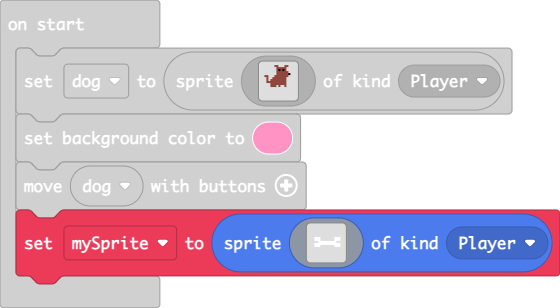 on start
set dog to sprite of kind Player
set background color to
move dog with buttons
set mySprite to sprite of kind Player